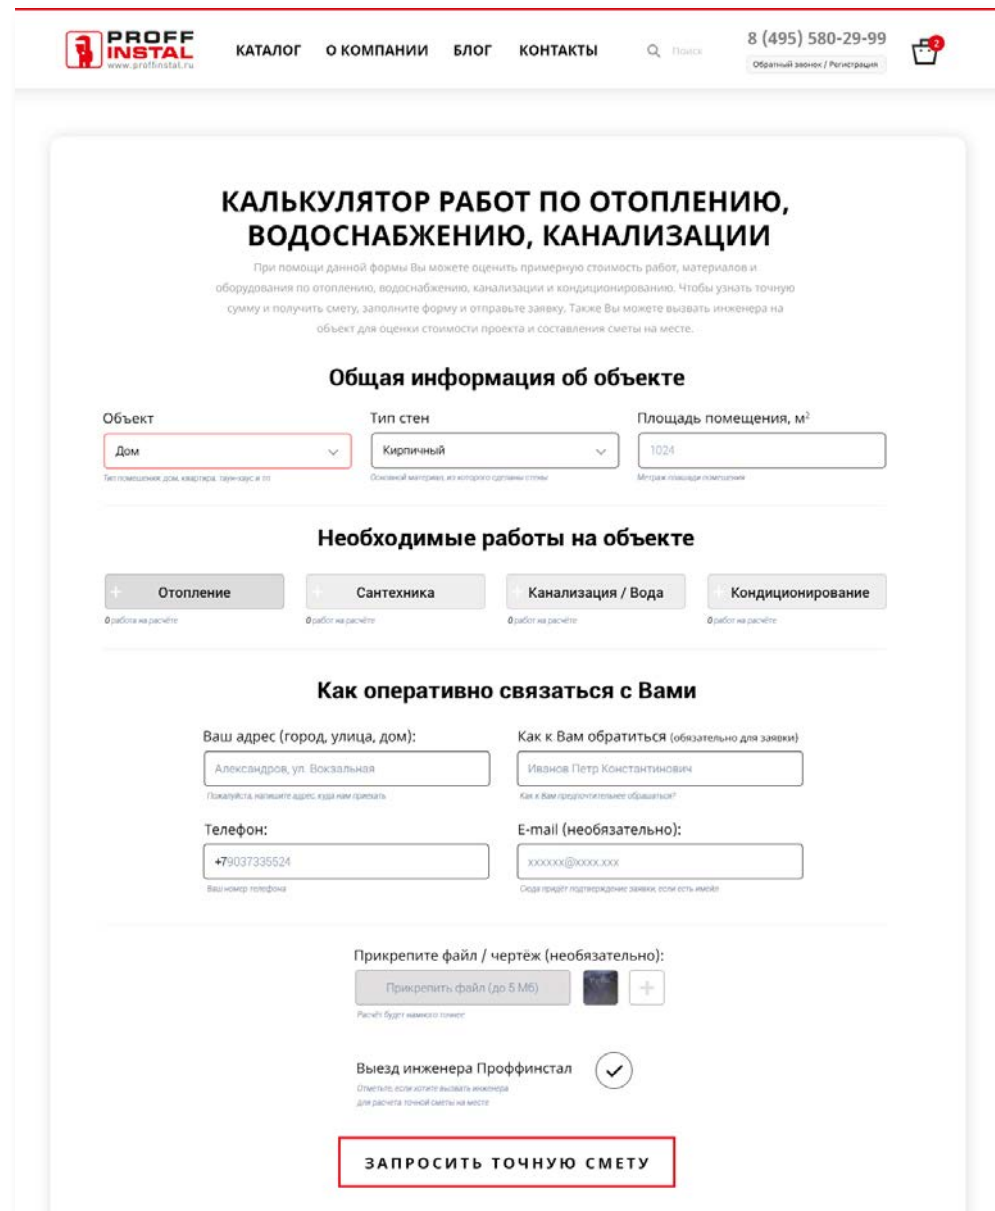 PROFF
INSTAL
www.proffinstal.ru
КАТАЛОГ О КОМПАНИИ БЛОГ КОНТАКТЫ
Поиск
8 (495) 580-29-99
Обратный звонок / Регистрация
2
КАЛЬКУЛЯТОР РАБОТ ПО ОТОПЛЕНИЮ,
ВОДОСНАБЖЕНИЮ, КАНАЛИЗАЦИИ
При помощи данной формы Вы можете оценить примерную стоимость работ, материалов и
оборудования по отоплению, водоснабжению, канализации и кондиционированию. Чтобы узнать точную
сумму и получить смету, заполните форму и отправьте заявку. Также Вы можете вызвать инженера на
объект для оценки стоимости проекта и составления сметы на месте.
Общая информация об объекте
Объект Тип стен Площадь помещения, м²
Дом Кирпичный 1024
Тип помещения: дом, квартира, таун-хаус и тп Основной материал, из которого сделаны стены Метраж площади помещения
Необходимые работы на объекте
+ Отопление + Сантехника + Канализация / Вода + Кондиционирование
0 работ на расчёте 0 работ на расчёте 0 работ на расчёте 0 работ на расчёте
Как оперативно связаться с Вами
Ваш адрес (город, улица, дом): Как к Вам обратиться (обязательно для заявки)
Александров, ул. Вокзальная Иванов Петр Константинович
Пожалуйста, напишите адрес, куда нам приехать Как к Вам предпочтительнее обращаться?
Телефон: E-mail (необязательно):
+79037335524 xxxxxx@xxxx.xxx
Ваш номер телефона Сюда придёт подтверждение заявки, если есть имейл
Прикрепите файл / чертёж (необязательно):
Прикрепить файл (до 5 Мб) +
Расчёт будет намного точнее
Выезд инженера Проффинстал
Отметьте, если хотите вызвать инженера
для расчета точной сметы на месте
ЗАПРОСИТЬ ТОЧНУЮ СМЕТУ